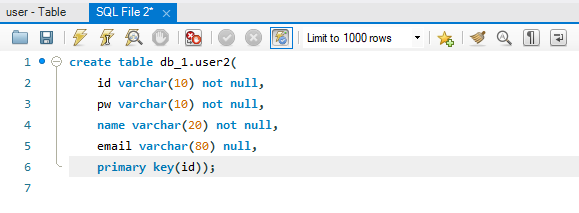 user - Table
SQL File 2*
Limit to 1000 rows
1 create table db_1.user2(
2 id varchar(10) not null,
3 pw varchar(10) not null,
4 name varchar(20) not null,
5 email varchar(80) null,
6 primary key(id));
7